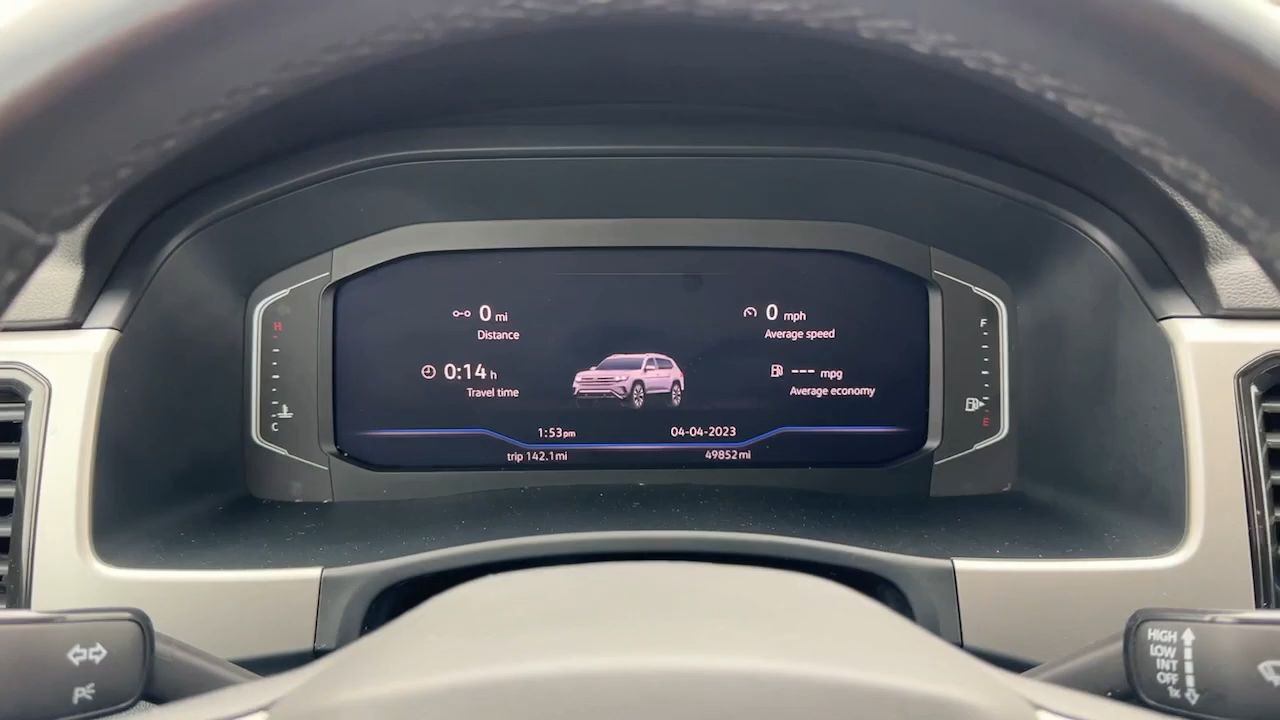 H
C
0 mi
Distance
0:14 h
Travel time
0 mph
Average speed
--- mpg
Average economy
1:53pm
04-04-2023
trip 142.1mi
49852mi
F
E
HIGH
LOW
INT
OFF
1x